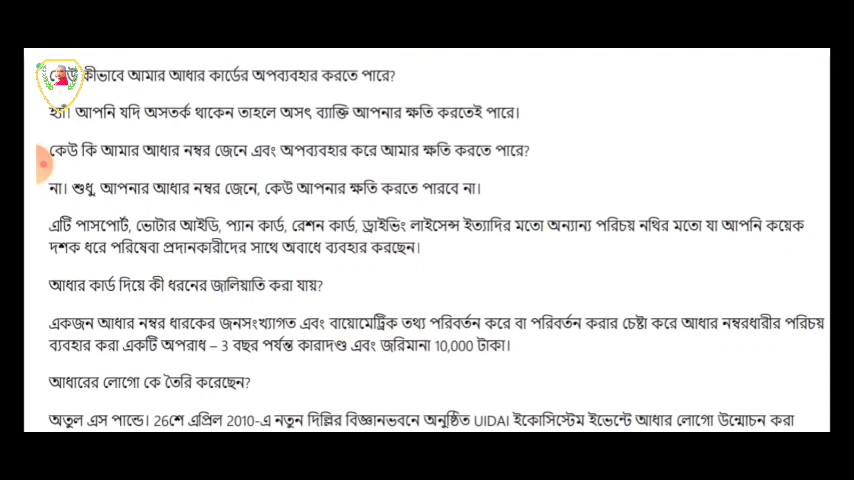 কীভাবে আমার আধার কার্ডের অপব্যবহার করতে পারে?
হ্যাঁ। আপনি যদি অসতর্ক থাকেন তাহলে অসৎ ব্যাক্তি আপনার ক্ষতি করতেই পারে।
কেউ কি আমার আধার নম্বর জেনে এবং অপব্যবহার করে আমার ক্ষতি করতে পারে?
না। শুধু, আপনার আধার নম্বর জেনে, কেউ আপনার ক্ষতি করতে পারবে না।
এটি পাসপোর্ট, ভোটার আইডি, প্যান কার্ড, রেশন কার্ড, ড্রাইভিং লাইসেন্স ইত্যাদির মতো অন্যান্য পরিচয় নথির মতো যা আপনি কয়েক
দশক ধরে পরিষেবা প্রদানকারীদের সাথে অবাধে ব্যবহার করছেন।
আধার কার্ড দিয়ে কী ধরনের জালিয়াতি করা যায়?
একজন আধার নম্বর ধারকের জনসংখ্যাগত এবং বায়োমেট্রিক তথ্য পরিবর্তন করে বা পরিবর্তন করার চেষ্টা করে আধার নম্বরধারীর পরিচয়
ব্যবহার করা একটি অপরাধ – 3 বছর পর্যন্ত কারাদণ্ড এবং জরিমানা 10,000 টাকা।
আধারের লোগো কে তৈরি করেছেন?
অতুল এস পান্ডে। 26শে এপ্রিল 2010-এ নতুন দিল্লির বিজ্ঞানভবনে অনুষ্ঠিত UIDAI ইকোসিস্টেম ইভেন্টে আধার লোগো উন্মোচন করা